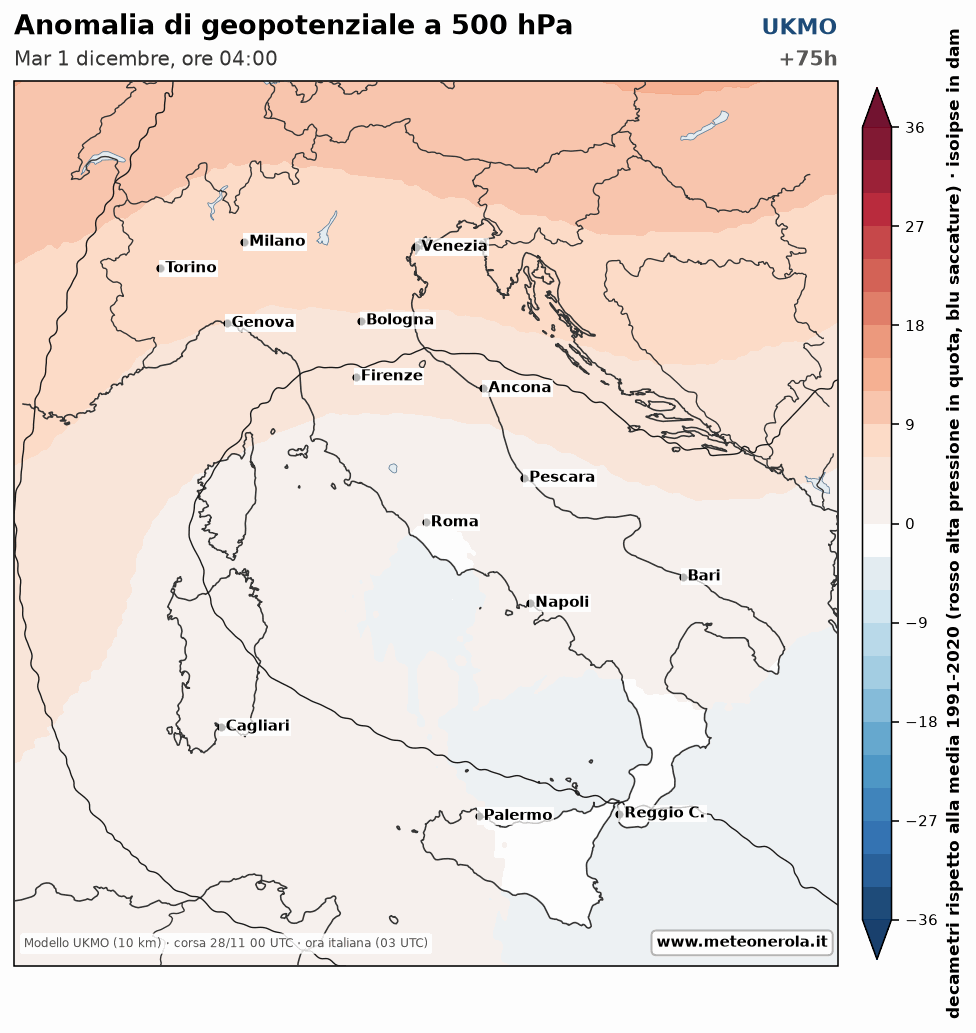 Anomalia di geopotenziale a 500 hPa
UKMO
Mar 1 dicembre, ore 04:00
+75h
Milano
Venezia
Torino
Genova
Bologna
Firenze
Ancona
Pescara
Roma
Bari
Napoli
Cagliari
Palermo
Reggio C.
Modello UKMO (10 km) · corsa 28/11 00 UTC · ora italiana (03 UTC)
www.meteonerola.it
36
27
18
9
0
−9
−18
−27
−36
decametri rispetto alla media 1991-2020 (rosso alta pressione in quota, blu saccature) · isoipse in dam